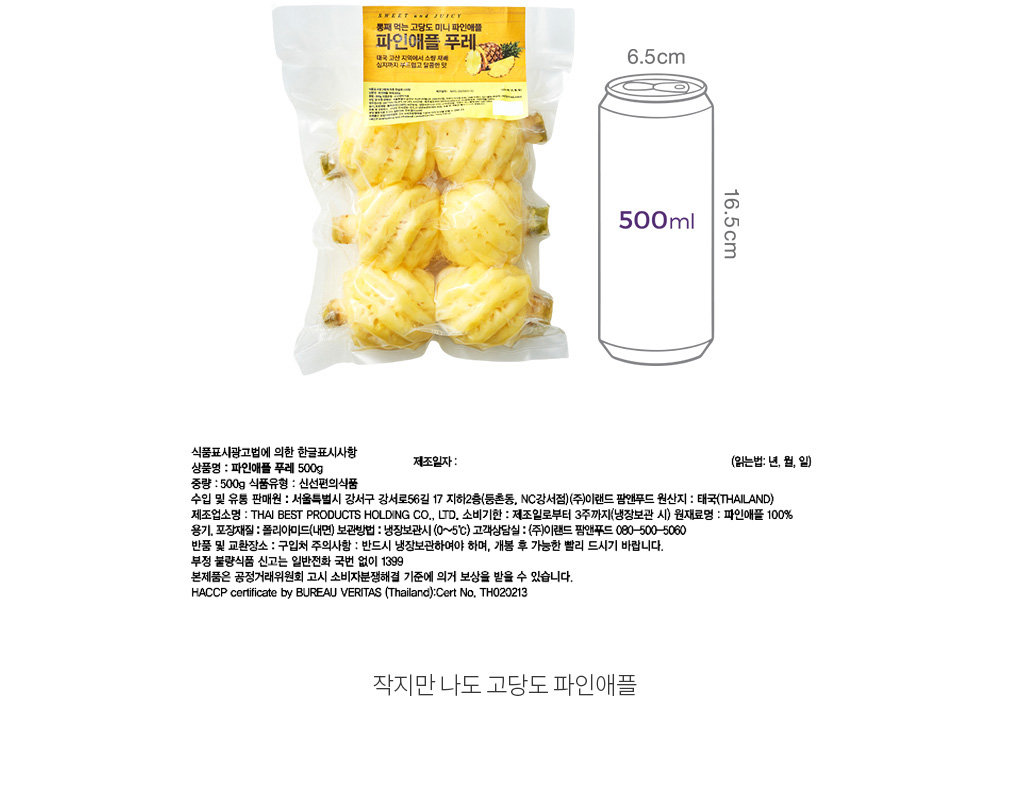 SWEET and JUICY
통째 먹는 고당도 미니 파인애플
파인애플 푸레
태국 고산 지역에서 소량 재배
심지까지 부드럽고 달콤한 맛
6.5cm
500ml
16.5cm
식품표시광고법에 의한 한글표시사항
상품명 : 파인애플 푸레 500g
제조일자 :
(읽는법: 년, 월, 일)
중량 : 500g 식품유형 : 신선편의식품
수입 및 유통 판매원 : 서울특별시 강서구 강서로56길 17 지하2층(등촌동, NC강서점)(주)이랜드 팜앤푸드 원산지 : 태국(THAILAND)
제조업소명 : THAI BEST PRODUCTS HOLDING CO., LTD. 소비기한 : 제조일로부터 3주까지(냉장보관 시) 원재료명 : 파인애플 100%
용기, 포장재질 : 폴리아미드(내면) 보관방법 : 냉장보관시 (0~5℃) 고객상담실 : (주)이랜드 팜앤푸드 080-500-5060
반품 및 교환장소 : 구입처 주의사항 : 반드시 냉장보관하여야 하며, 개봉 후 가능한 빨리 드시기 바랍니다.
부정 불량식품 신고는 일반전화 국번 없이 1399
본제품은 공정거래위원회 고시 소비자분쟁해결 기준에 의거 보상을 받을 수 있습니다.
HACCP certificate by BUREAU VERITAS (Thailand):Cert No. TH020213
작지만 나도 고당도 파인애플